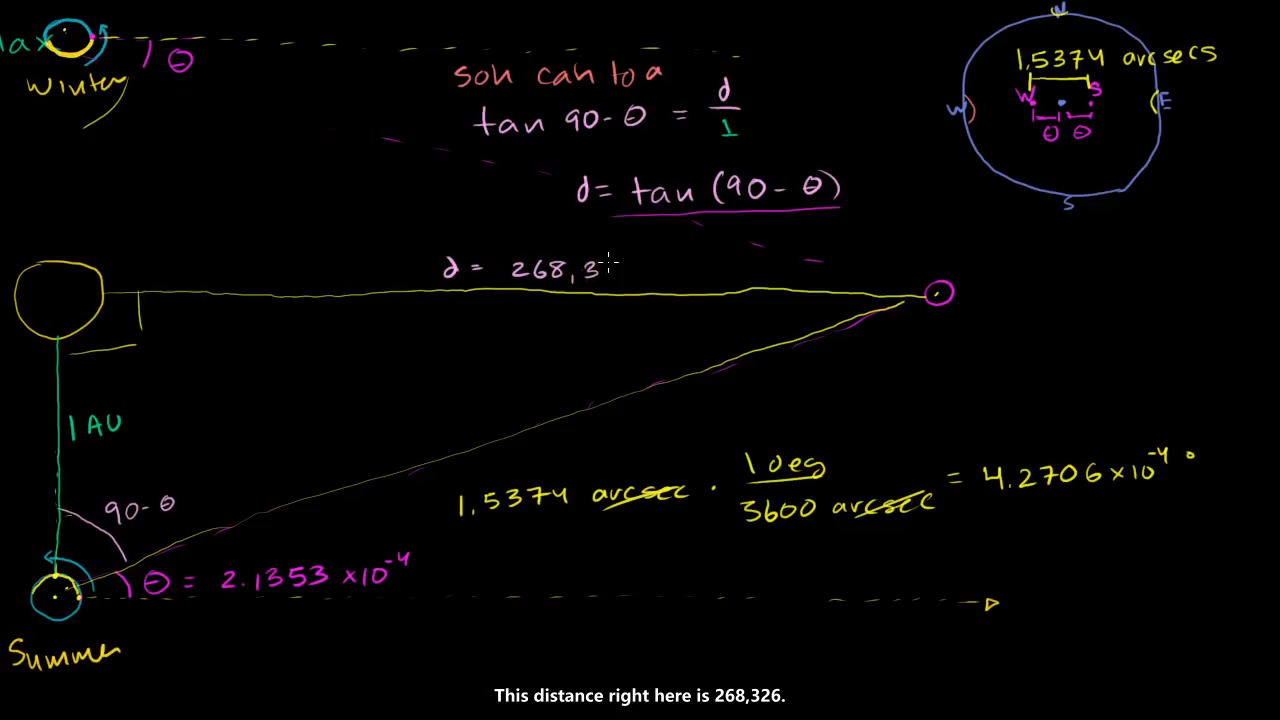 lax
θ
Winter
soh cah toa
tan 90-θ = d/1
d= tan (90- θ)
N
1.5374 arcsecs
W
W
S
E
θ θ
S
d = 268,3
1 AU
90-θ
1.5374 arcsec · 1 deg/3600 arcsec = 4.2706 x10⁻⁴ °
θ = 2.1353 x10⁻⁴
Summer
This distance right here is 268,326.